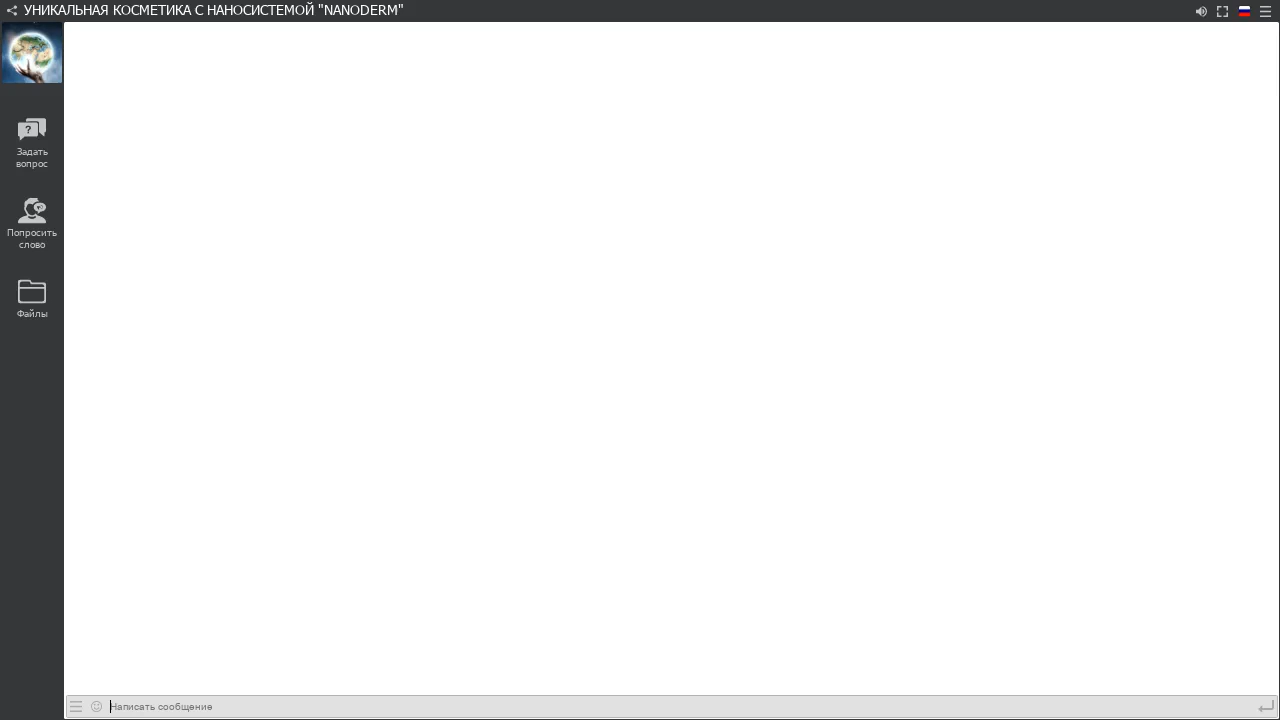 УНИКАЛЬНАЯ КОСМЕТИКА С НАНОСИСТЕМОЙ "NANODERM"
Задать
вопрос
Попросить
слово
Файлы
Написать сообщение